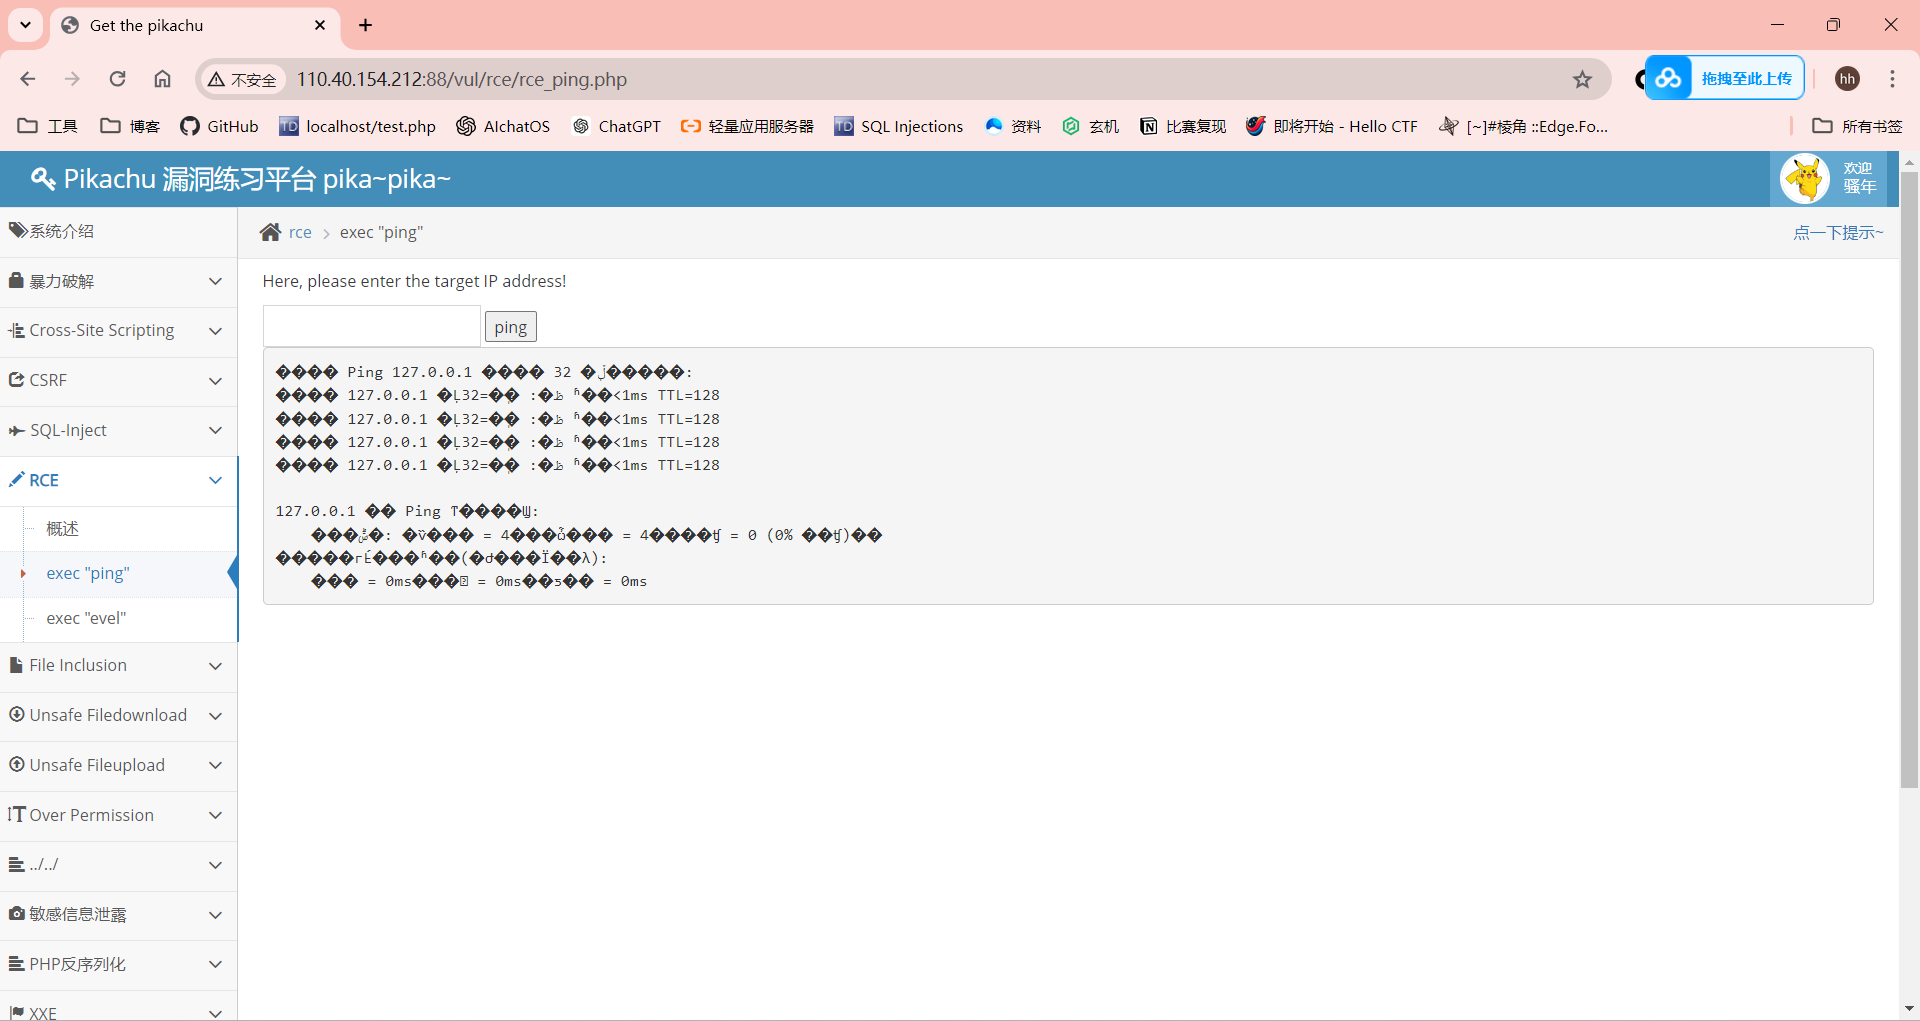 Get the pikachu
不安全
110.40.154.212:88/vul/rce/rce_ping.php
拖拽至此上传
hh
工具
博客
GitHub
localhost/test.php
AIchatOS
ChatGPT
轻量应用服务器
SQL Injections
资料
玄机
比赛复现
即将开始 - Hello CTF
[~]#棱角 ::Edge.Fo...
所有书签
Pikachu 漏洞练习平台 pika~pika~
欢迎
骚年
系统介绍
暴力破解
Cross-Site Scripting
CSRF
SQL-Inject
RCE
概述
exec "ping"
exec "evel"
File Inclusion
Unsafe Filedownload
Unsafe Fileupload
Over Permission
../../
敏感信息泄露
PHP反序列化
XXE
rce
exec "ping"
点一下提示~
Here, please enter the target IP address!
ping
���� Ping 127.0.0.1 ���� 32 �ֽڵ�����:
���� 127.0.0.1 �Ļظ�: �ֽ�=32 ʱ��<1ms TTL=128
���� 127.0.0.1 �Ļظ�: �ֽ�=32 ʱ��<1ms TTL=128
���� 127.0.0.1 �Ļظ�: �ֽ�=32 ʱ��<1ms TTL=128
���� 127.0.0.1 �Ļظ�: �ֽ�=32 ʱ��<1ms TTL=128
127.0.0.1 �� Ping ͳ����Ϣ:
���ݰ�: �ѷ��� = 4���ѽ��� = 4����ʧ = 0 (0% ��ʧ)��
�����г̵Ĺ���ʱ��(�Ժ���Ϊ��λ):
��� = 0ms��� = 0ms��ƽ�� = 0ms